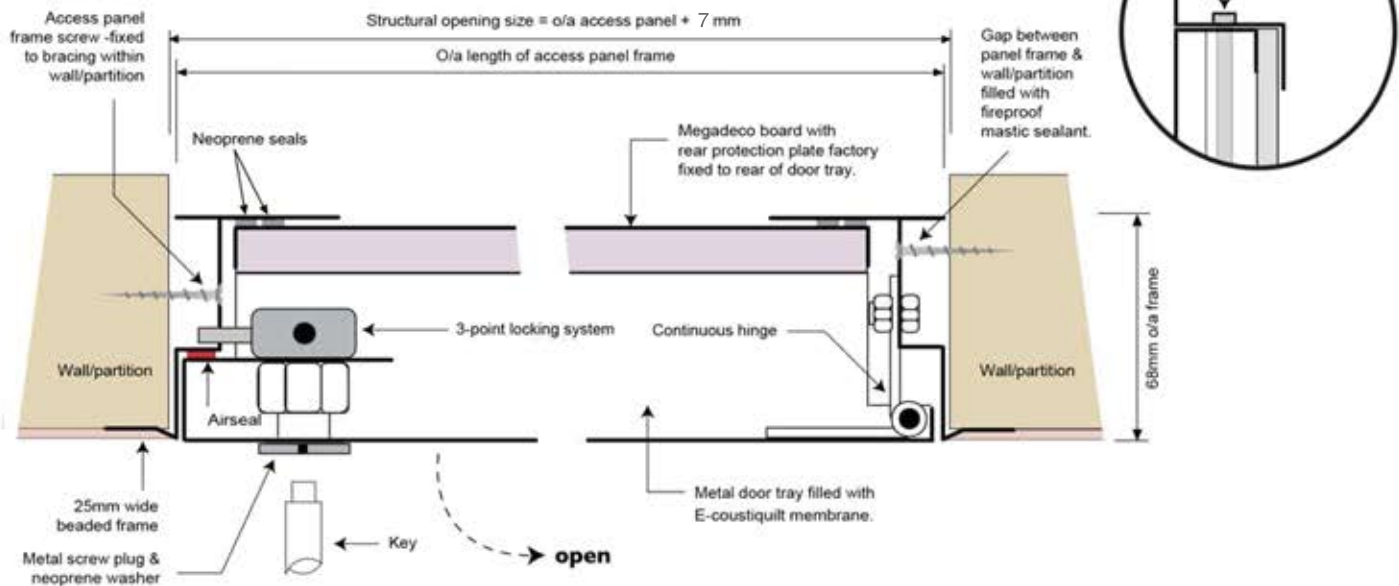 Access panel
frame screw -fixed
to bracing within
wall/partition
Structural opening size = o/a access panel + 7 mm
O/a length of access panel frame
Gap between
panel frame &
wall/partition
filled with
fireproof
mastic sealant.
Neoprene seals
Megadeco board with
rear protection plate factory
fixed to rear of door tray.
3-point locking system
Continuous hinge
68mm o/a frame
Wall/partition
Wall/partition
Airseal
25mm wide
beaded frame
Metal door tray filled with
E-coustiquilt membrane.
Key
open
Metal screw plug &
neoprene washer